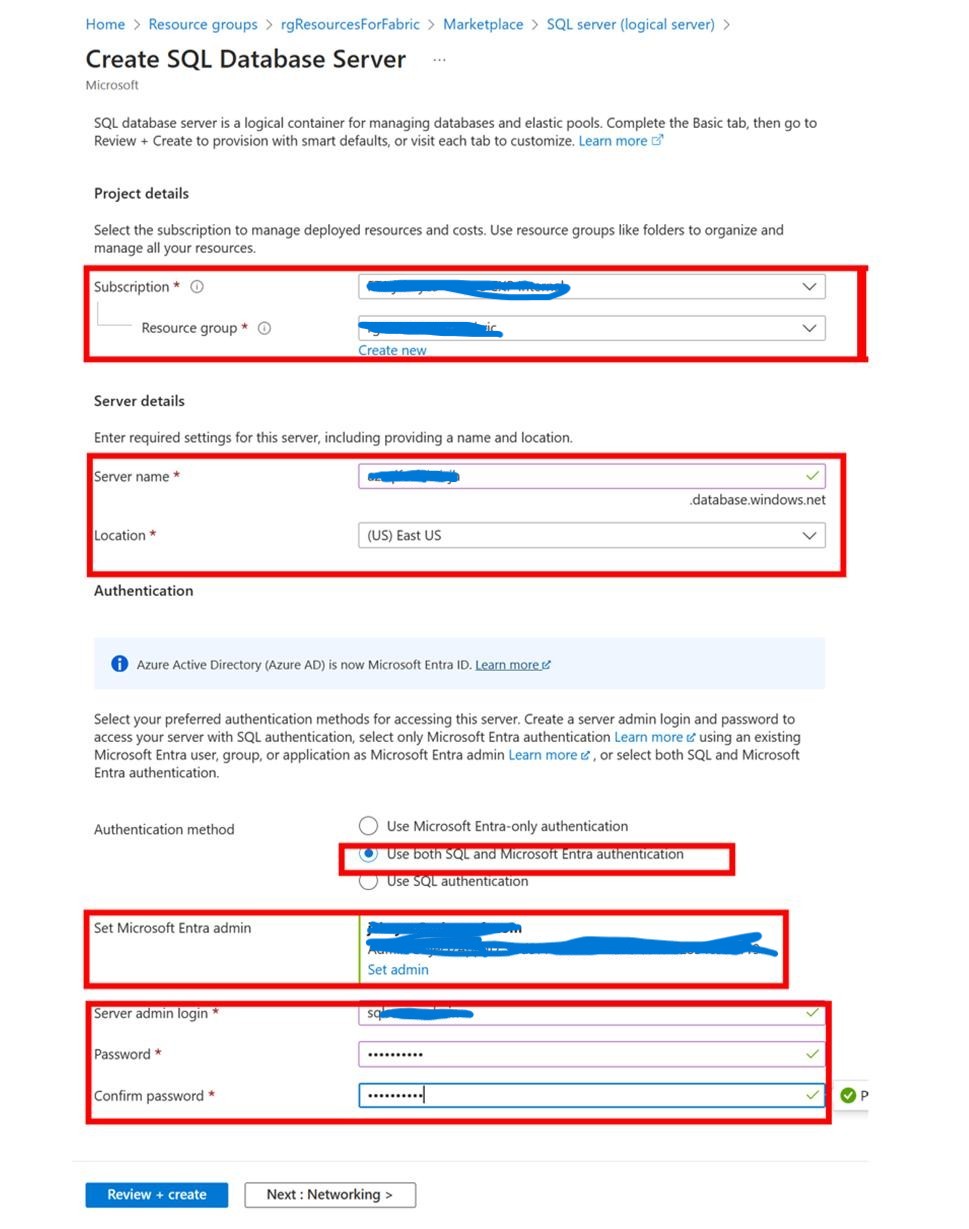 Home > Resource groups > rgResourcesForFabric > Marketplace > SQL server (logical server) >
Create SQL Database Server ...
Microsoft
SQL database server is a logical container for managing databases and elastic pools. Complete the Basic tab, then go to
Review + Create to provision with smart defaults, or visit each tab to customize. Learn more
Project details
Select the subscription to manage deployed resources and costs. Use resource groups like folders to organize and
manage all your resources.
Subscription *
Resource group *
Create new
Server details
Enter required settings for this server, including providing a name and location.
Server name *
.database.windows.net
Location * (US) East US
Authentication
Azure Active Directory (Azure AD) is now Microsoft Entra ID. Learn more
Select your preferred authentication methods for accessing this server. Create a server admin login and password to
access your server with SQL authentication, select only Microsoft Entra authentication Learn more using an existing
Microsoft Entra user, group, or application as Microsoft Entra admin Learn more , or select both SQL and Microsoft
Entra authentication.
Authentication method Use Microsoft Entra-only authentication
Use both SQL and Microsoft Entra authentication
Use SQL authentication
Set Microsoft Entra admin
Set admin
Server admin login *
Password * ••••••••••
Confirm password * •••••••••• P
Review + create Next : Networking >